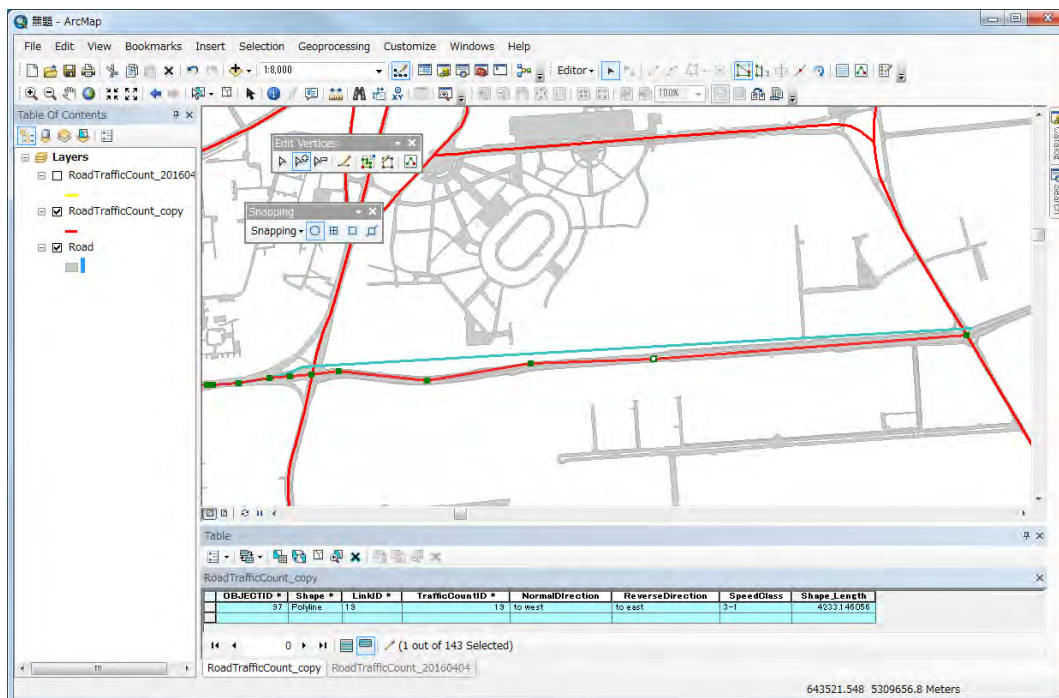 無題 - ArcMap
File Edit View Bookmarks Insert Selection Geoprocessing Customize Windows Help
1:8,000
Editor
100%
Table Of Contents
Layers
RoadTrafficCount_201604
RoadTrafficCount_copy
Road
Edit Vertices
Snapping
Snapping
Catalog
Search
Table
RoadTrafficCount_copy
OBJECTID * Shape * LinkID * TrafficCountID * NormalDirection ReverseDirection SpeedClass Shape_Length
97 Polyline 19 19 to west to east 3-1 4233.146056
0 (1 out of 143 Selected)
RoadTrafficCount_copy RoadTrafficCount_20160404
643521.548 5309656.8 Meters